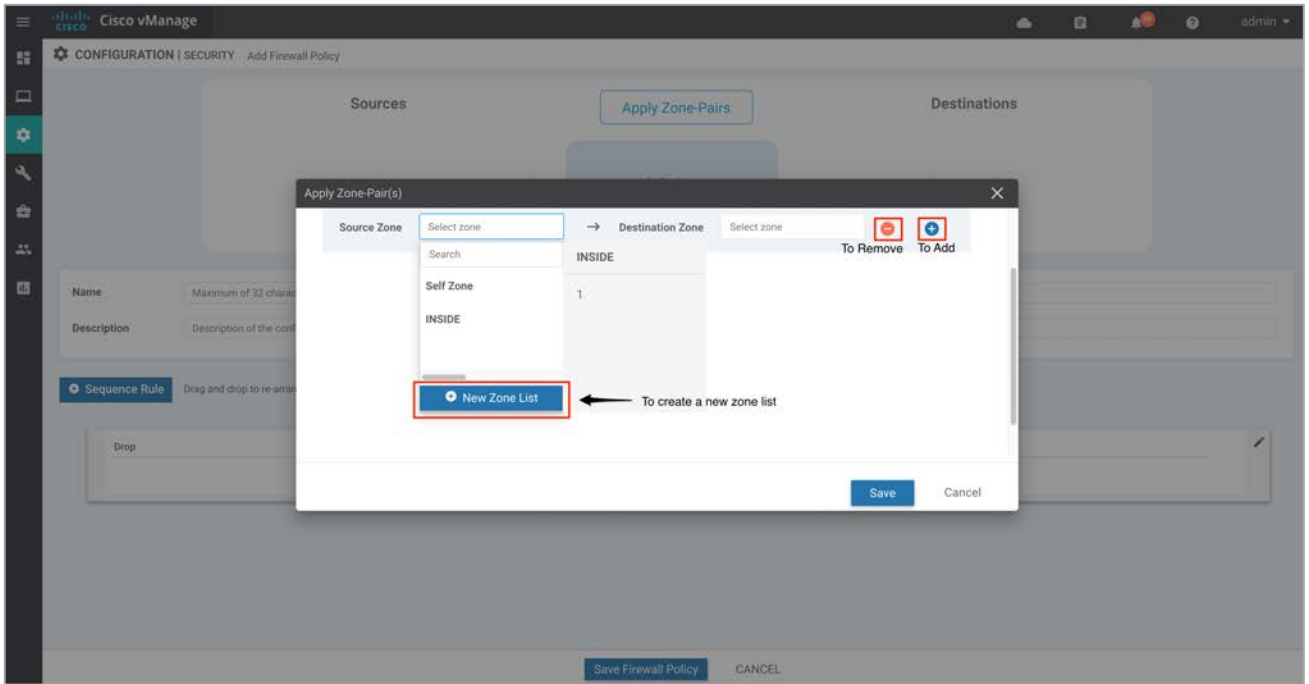 cisco Cisco vManage admin
CONFIGURATION | SECURITY Add Firewall Policy
Sources Apply Zone-Pairs Destinations
Apply Zone-Pair(s)
Source Zone Select zone → Destination Zone Select zone
To Remove To Add
Search INSIDE
Self Zone 1
INSIDE
New Zone List To create a new zone list
Name Maximum of 32 charac
Description Description of the conf
Sequence Rule Drag and drop to re-arran
Drop
Save Cancel
Save Firewall Policy CANCEL